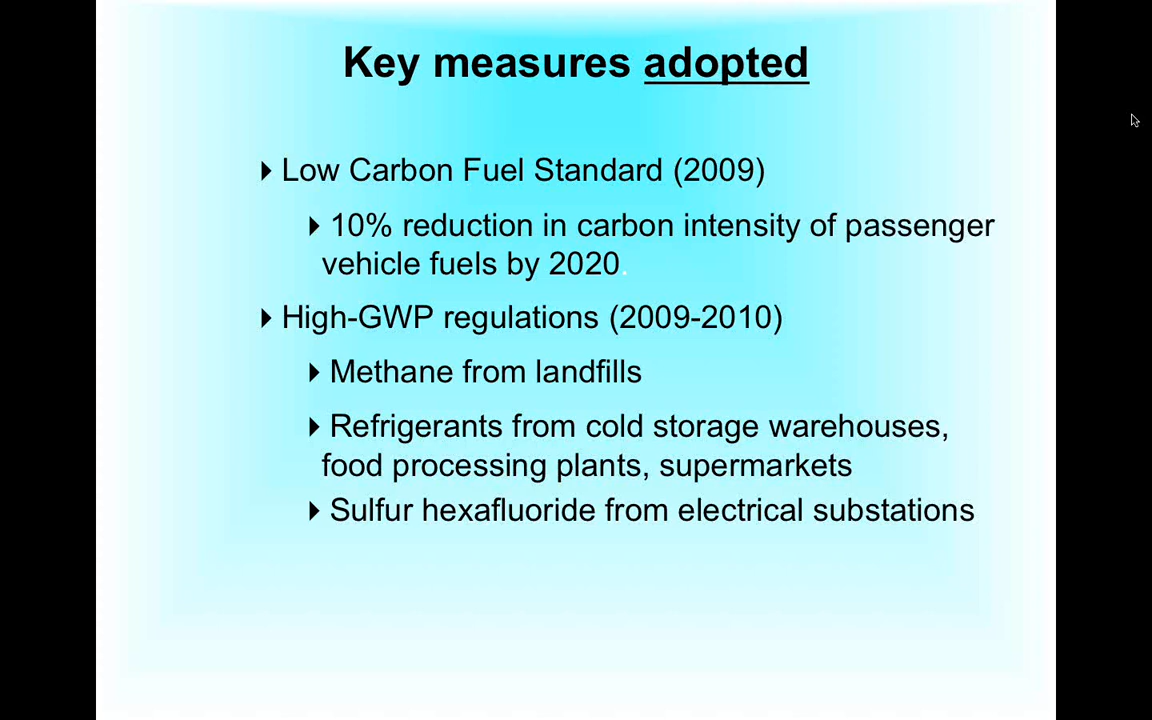 Key measures adopted
Low Carbon Fuel Standard (2009)
10% reduction in carbon intensity of passenger
vehicle fuels by 2020.
High-GWP regulations (2009-2010)
Methane from landfills
Refrigerants from cold storage warehouses,
food processing plants, supermarkets
Sulfur hexafluoride from electrical substations